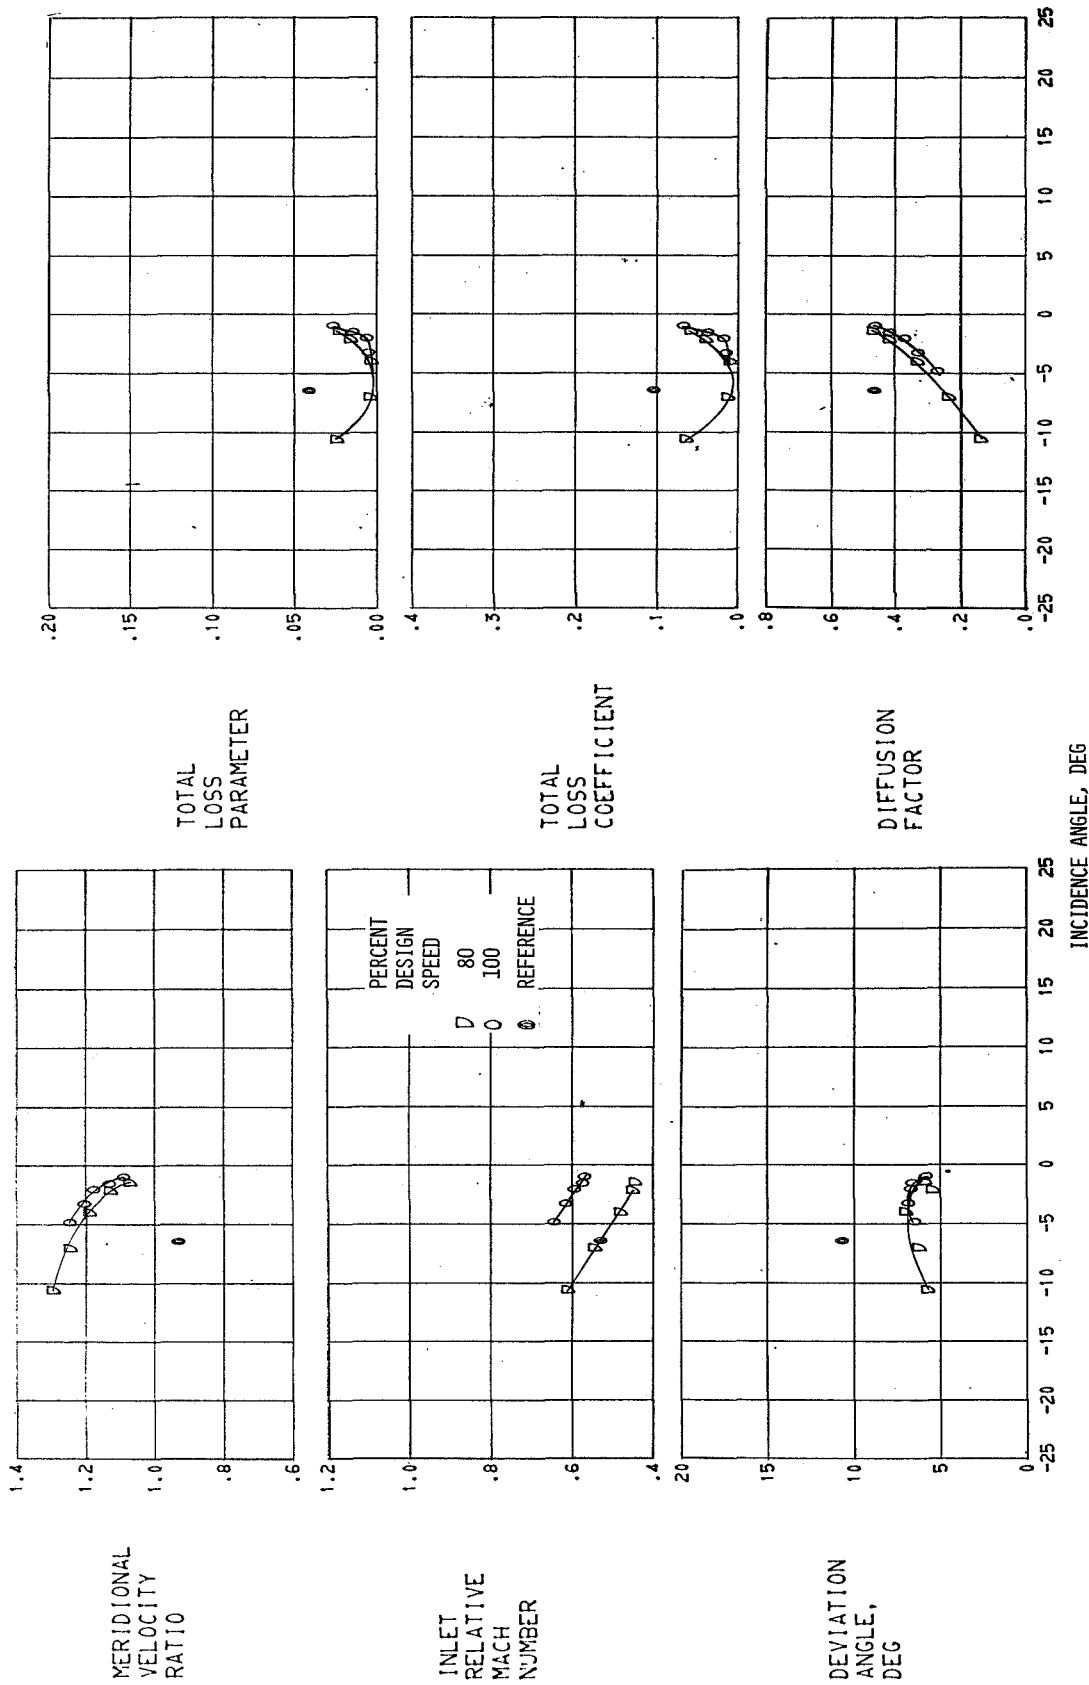 MERIDIONAL
VELOCITY
RATIO
1.4
1.2
1.0
.8
.6
INLET
RELATIVE
MACH
NUMBER
1.2
1.0
.8
.6
.4
PERCENT
DESIGN
SPEED
80
100
REFERENCE
DEVIATION
ANGLE,
DEG
20
15
10
5
0
-25 -20 -15 -10 -5 0 5 10 15 20 25
TOTAL
LOSS
PARAMETER
.20
.15
.10
.05
.00
TOTAL
LOSS
COEFFICIENT
.4
.3
.2
.1
.0
DIFFUSION
FACTOR
.8
.6
.4
.2
.0
-25 -20 -15 -10 -5 0 5 10 15 20 25
INCIDENCE ANGLE, DEG